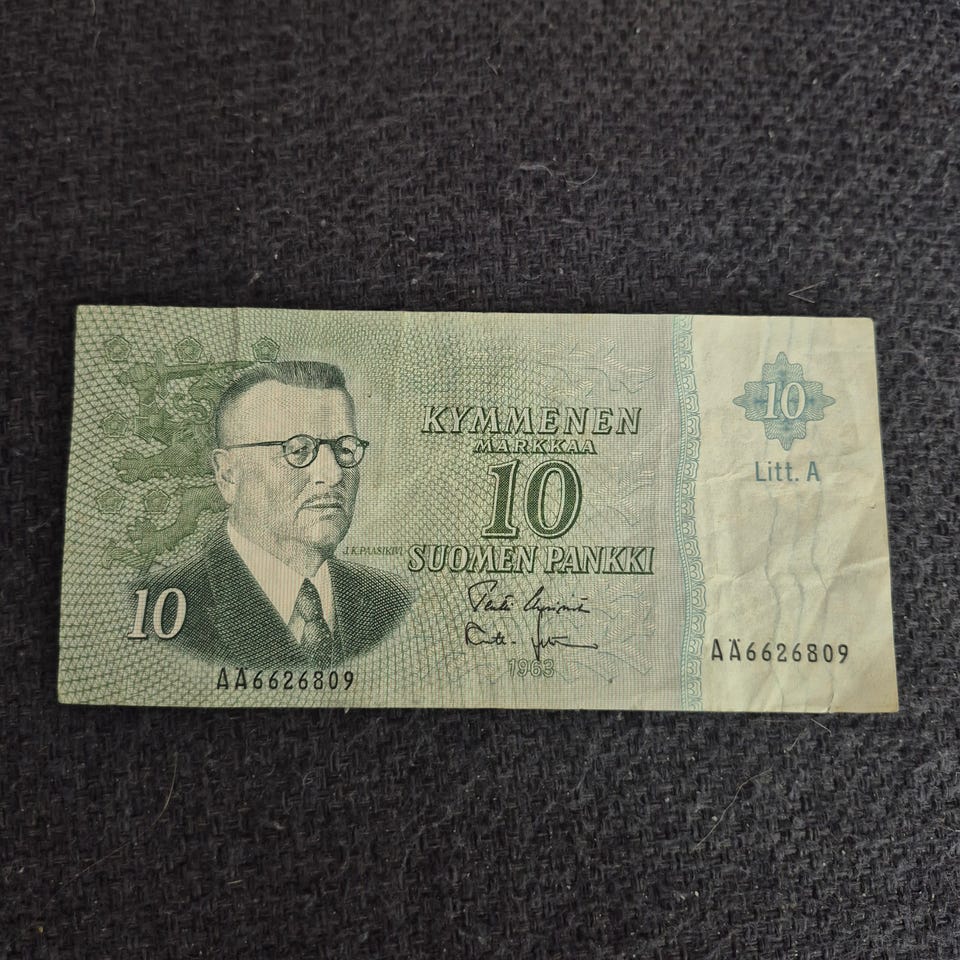 10
Litt. A
KYMMENEN
MARKKAA
10
J.K.PAASIKIVI
SUOMEN PANKKI
10
1963
AÄ6626809
AÄ6626809